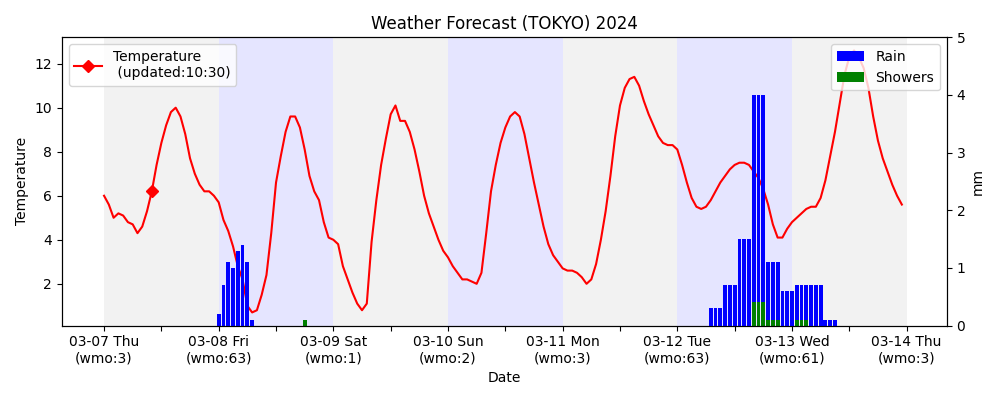 Weather Forecast (TOKYO) 2024
Temperature
(updated:10:30)
Rain
Showers
Temperature
12
10
8
6
4
2
5
4
3
2
1
0
mm
03-07 Thu
(wmo:3)
03-08 Fri
(wmo:63)
03-09 Sat
(wmo:1)
03-10 Sun
(wmo:2)
03-11 Mon
(wmo:3)
03-12 Tue
(wmo:63)
03-13 Wed
(wmo:61)
03-14 Thu
(wmo:3)
Date